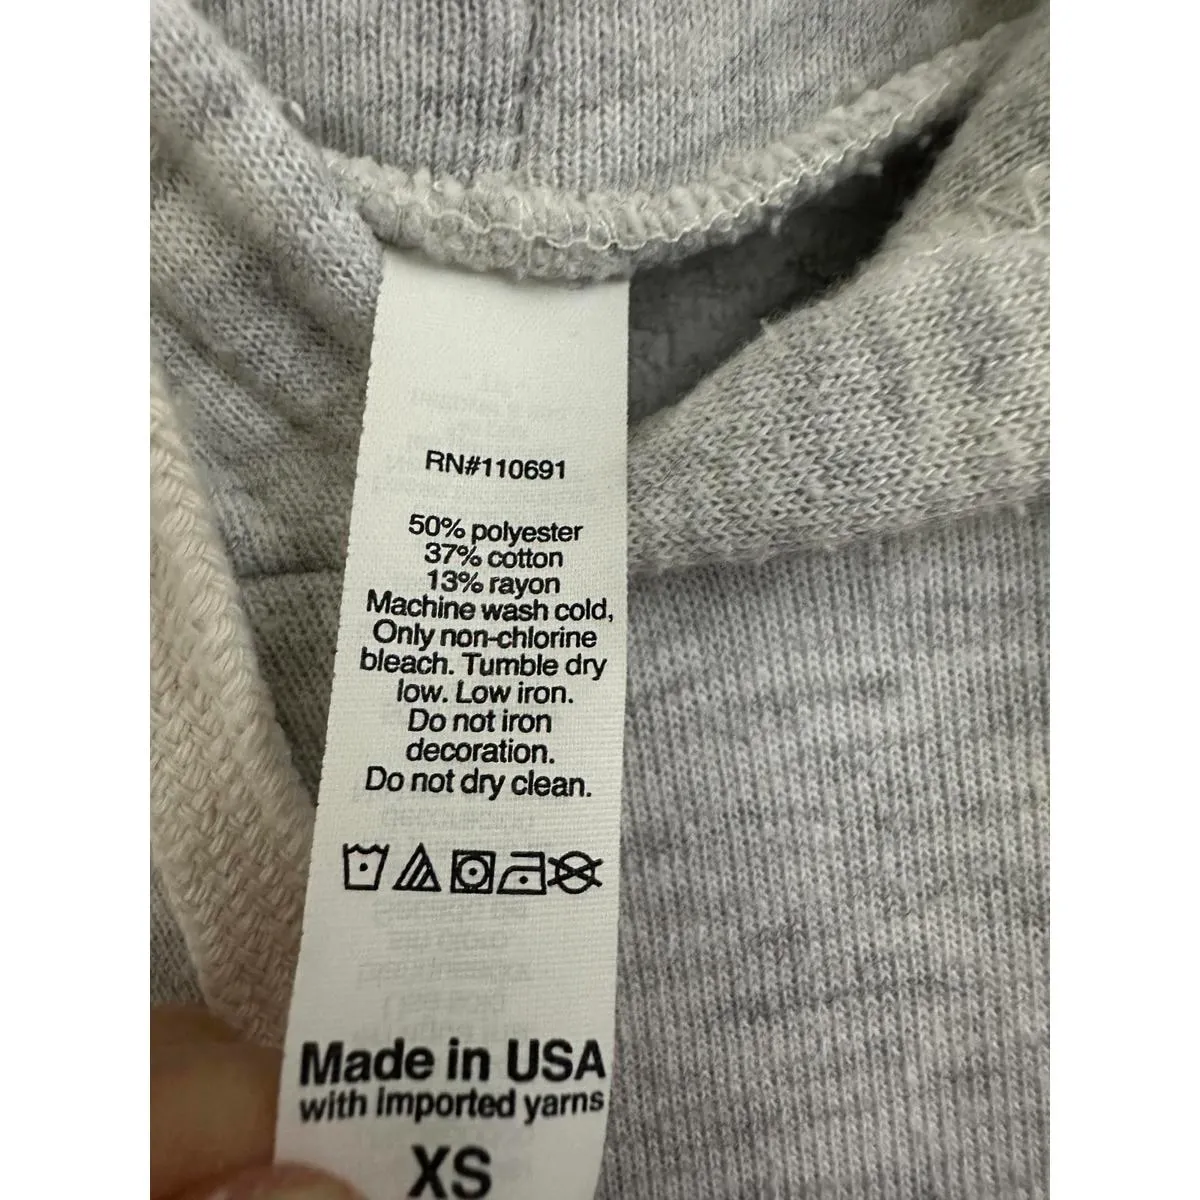 RN#110691
50% polyester
37% cotton
13% rayon
Machine wash cold,
Only non-chlorine
bleach. Tumble dry
low. Low iron.
Do not iron
decoration.
Do not dry clean.
Made in USA
with imported yarns
XS